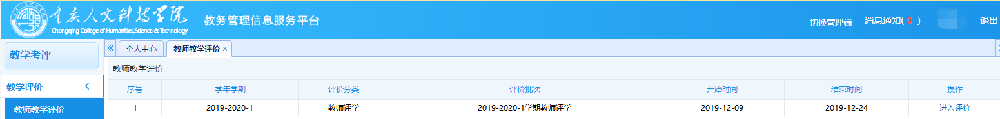 重庆人文科技学院
Chongqing College of Humanities,Science & Technology
教务管理信息服务平台
切换管理端 消息通知( 0 ) 退出
教学考评
个人中心 教师教学评价 ×
教师教学评价
教学评价
序号 学年学期 评价分类 评价批次 开始时间 结束时间 操作
教师教学评价
1 2019-2020-1 教师评学 2019-2020-1学期教师评学 2019-12-09 2019-12-24 进入评价